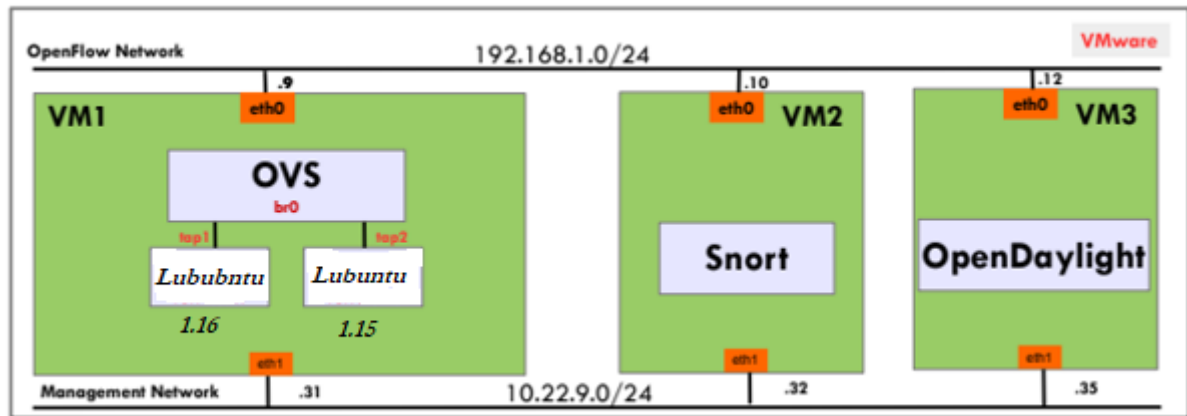 VMware
OpenFlow Network
192.168.1.0/24
.9
.10
.12
eth0
eth0
eth0
VM1
VM2
VM3
OVS
br0
tap1
tap2
Lububntu
Lubuntu
1.16
1.15
Snort
OpenDaylight
eth1
eth1
eth1
Management Network
.31
10.22.9.0/24
.32
.35